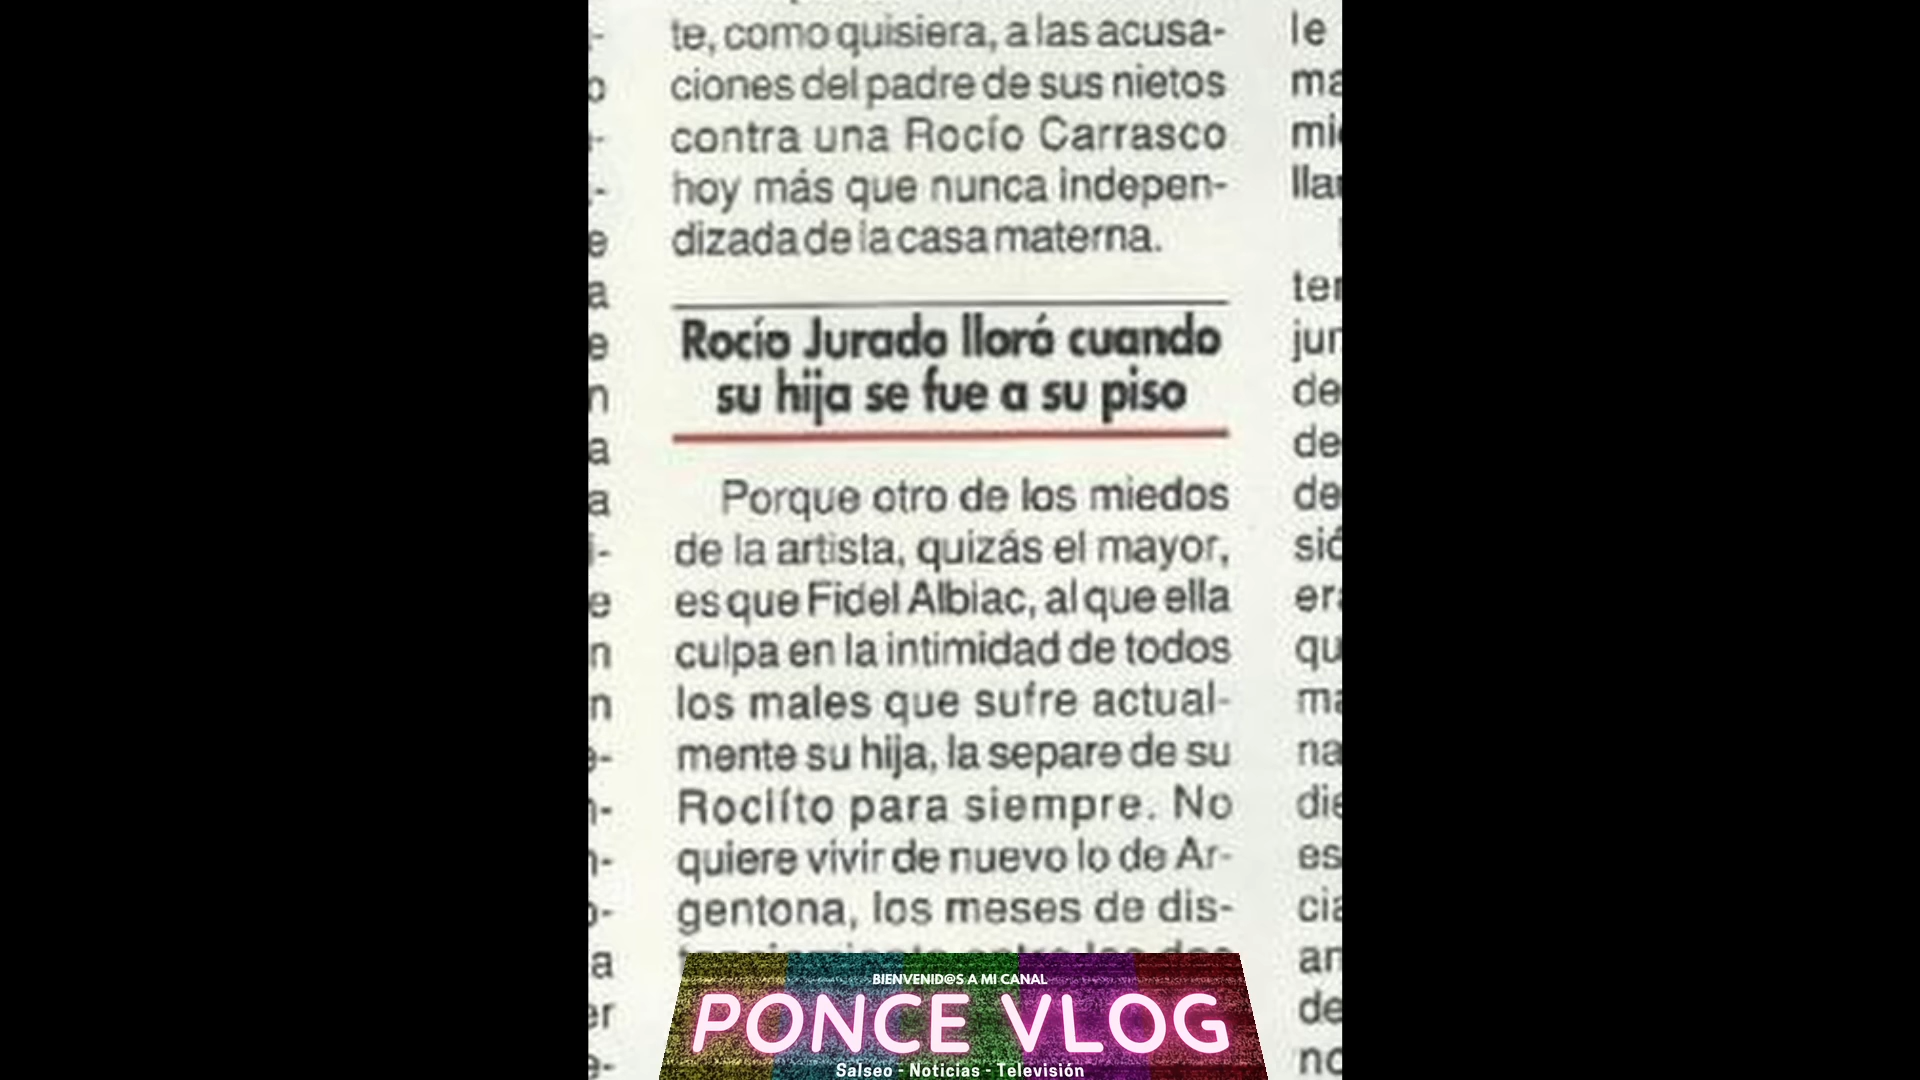 te, como quisiera, a las acusa-
ciones del padre de sus nietos
contra una Rocío Carrasco
hoy más que nunca indepen-
dizada de la casa materna.
Rocío Jurado lloró cuando
su hija se fue a su piso
Porque otro de los miedos
de la artista, quizás el mayor,
es que Fidel Albiac, al que ella
culpa en la intimidad de todos
los males que sufre actual-
mente su hija, la separe de su
Rociíto para siempre. No
quiere vivir de nuevo lo de Ar-
gentona, los meses de dis-
BIENVENID@S A MI CANAL
PONCE VLOG
Salseo - Noticias - Televisión